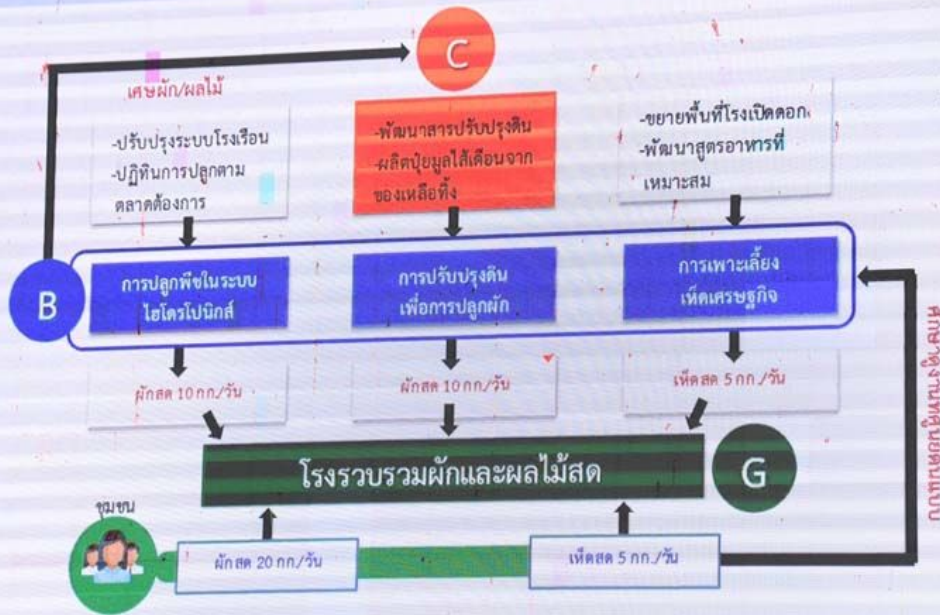 C
เศษผัก/ผลไม้
-ปรับปรุงระบบโรงเรือน
-ปฏิทินการปลูกตาม
ตลาดต้องการ
-พัฒนาสารปรับปรุงดิน
-ผลิตปุ๋ยมูลไส้เดือนจาก
ของเหลือทิ้ง
-ขยายพื้นที่โรงเปิดดอก
-พัฒนาสูตรอาหารที่
เหมาะสม
B
การปลูกพืชในระบบ
ไฮโดรโปนิกส์
การปรับปรุงดิน
เพื่อการปลูกผัก
การเพาะเลี้ยง
เห็ดเศรษฐกิจ
ผักสด 10 กก./วัน
ผักสด 10 กก./วัน
เห็ดสด 5 กก./วัน
โรงรวบรวมผักและผลไม้สด
G
ชุมชน
ผักสด 20 กก./วัน
เห็ดสด 5 กก./วัน